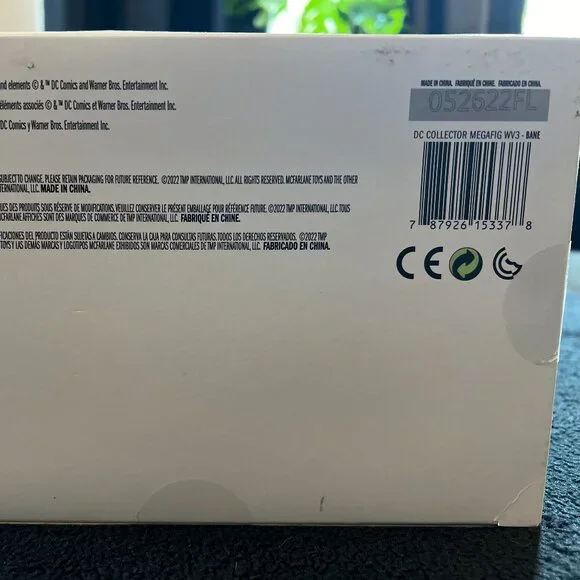 nd elements © & ™ DC Comics and Warner Bros. Entertainment Inc.
éléments associés © & ™ DC Comics et Warner Bros. Entertainment Inc.
DC Comics y Warner Bros. Entertainment Inc.
MADE IN CHINA. FABRIQUÉ EN CHINE. FABRICADO EN CHINA.
052622FL
DC COLLECTOR MEGAFIG WV3 - BANE
7 87926 15337 8
CE
SUBJECT TO CHANGE. PLEASE RETAIN PACKAGING FOR FUTURE REFERENCE. ©2022 TMP INTERNATIONAL, LLC. ALL RIGHTS RESERVED. MCFARLANE TOYS AND THE OTHER
TERNATIONAL, LLC. MADE IN CHINA.
UES DES PRODUITS SOUS RÉSERVE DE MODIFICATIONS. VEUILLEZ CONSERVER LE PRÉSENT EMBALLAGE POUR RÉFÉRENCE FUTURE. ©2022 TMP INTERNATIONAL, LLC. TOUS
MCFARLANE AFFICHES SONT DES MARQUES DE COMMERCE DE TMP INTERNATIONAL, LLC. FABRIQUÉ EN CHINE.
FICACIONES DEL PRODUCTO ESTÁN SUJETAS A CAMBIOS. CONSERVA LA CAJA PARA CONSULTAS FUTURAS. TODOS LOS DERECHOS RESERVADOS. ©2022 TMP
TOYS Y LAS DEMÁS MARCAS Y LOGOTIPOS MCFARLANE EXHIBIDOS SON MARCAS COMERCIALES DE TMP INTERNATIONAL, LLC. FABRICADO EN CHINA.